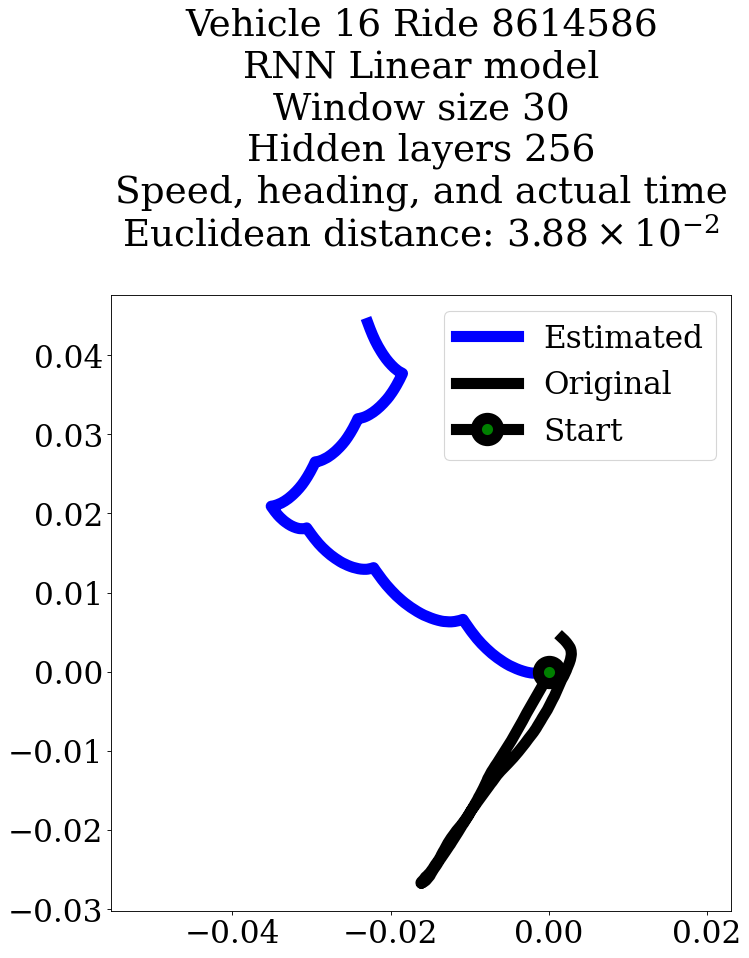 Vehicle 16 Ride 8614586
RNN Linear model
Window size 30
Hidden layers 256
Speed, heading, and actual time
Euclidean distance: 3.88 × 10⁻²
Estimated
Original
Start
0.04
0.03
0.02
0.01
0.00
−0.01
−0.02
−0.03
−0.04 −0.02 0.00 0.02